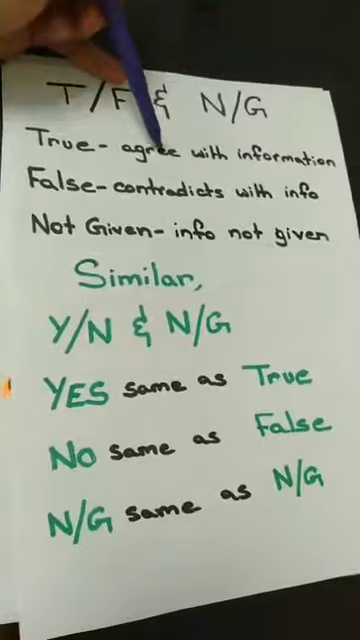 T/F & N/G
True- agree with information
False- contradicts with info
Not Given- info not given
Similar,
Y/N & N/G
YES same as True
No same as False
N/G same as N/G